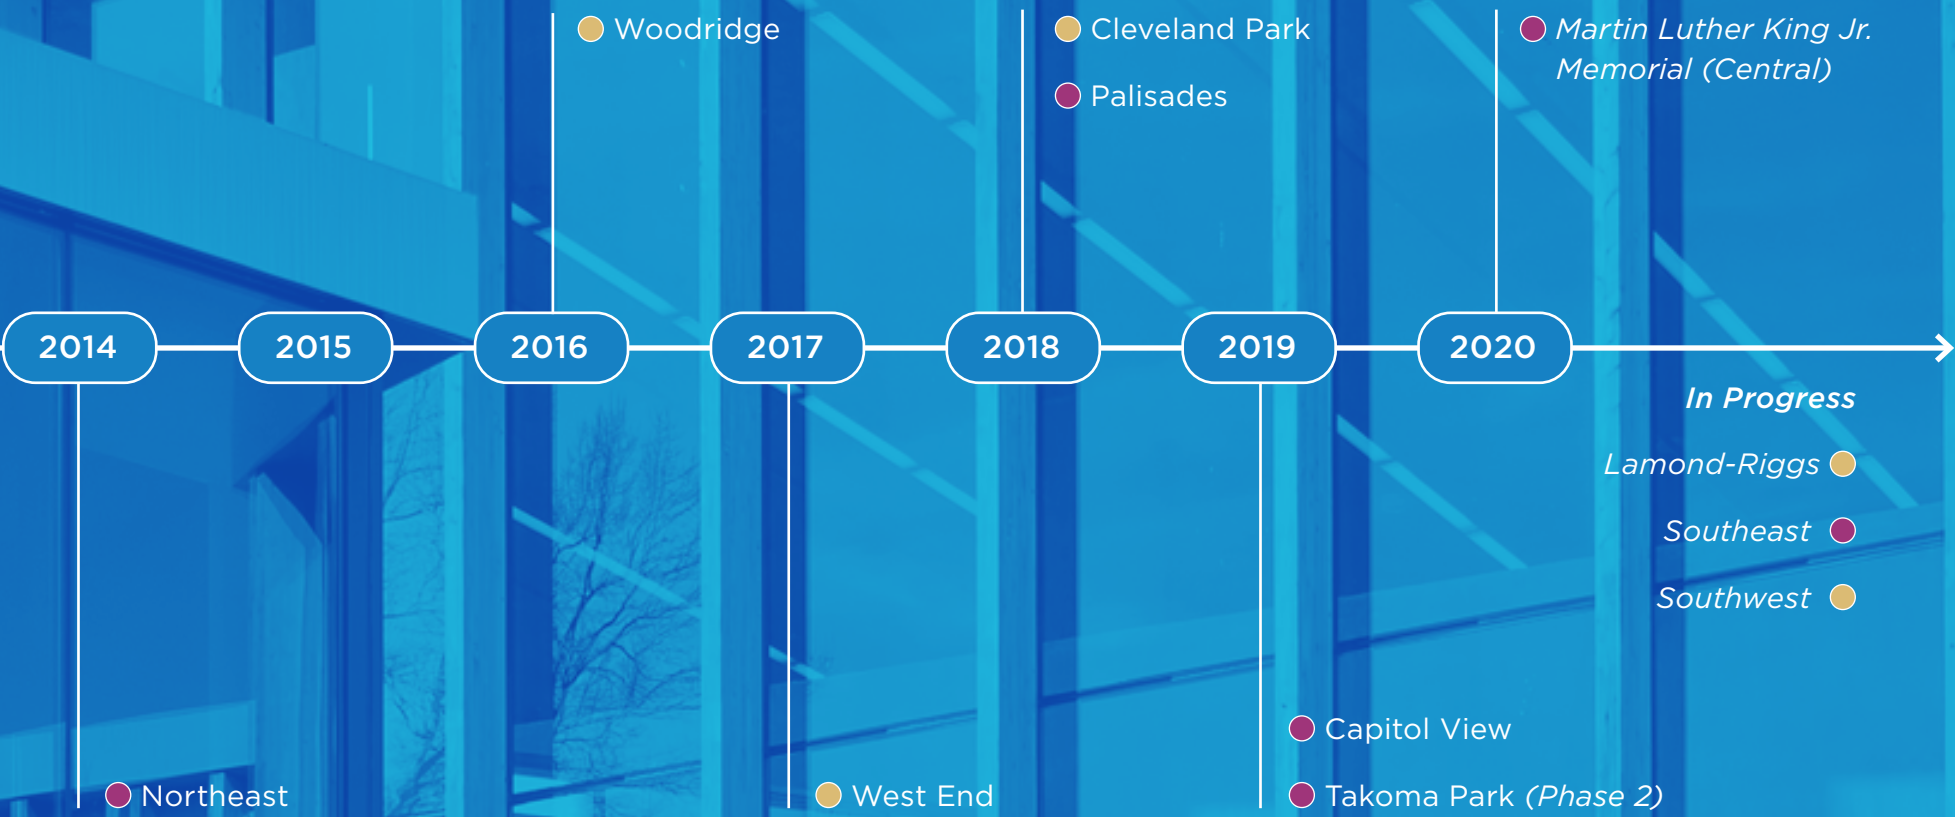 Woodridge
Cleveland Park
Palisades
Martin Luther King Jr.
Memorial (Central)
2014
2015
2016
2017
2018
2019
2020
In Progress
Lamond-Riggs
Southeast
Southwest
Northeast
West End
Capitol View
Takoma Park (Phase 2)